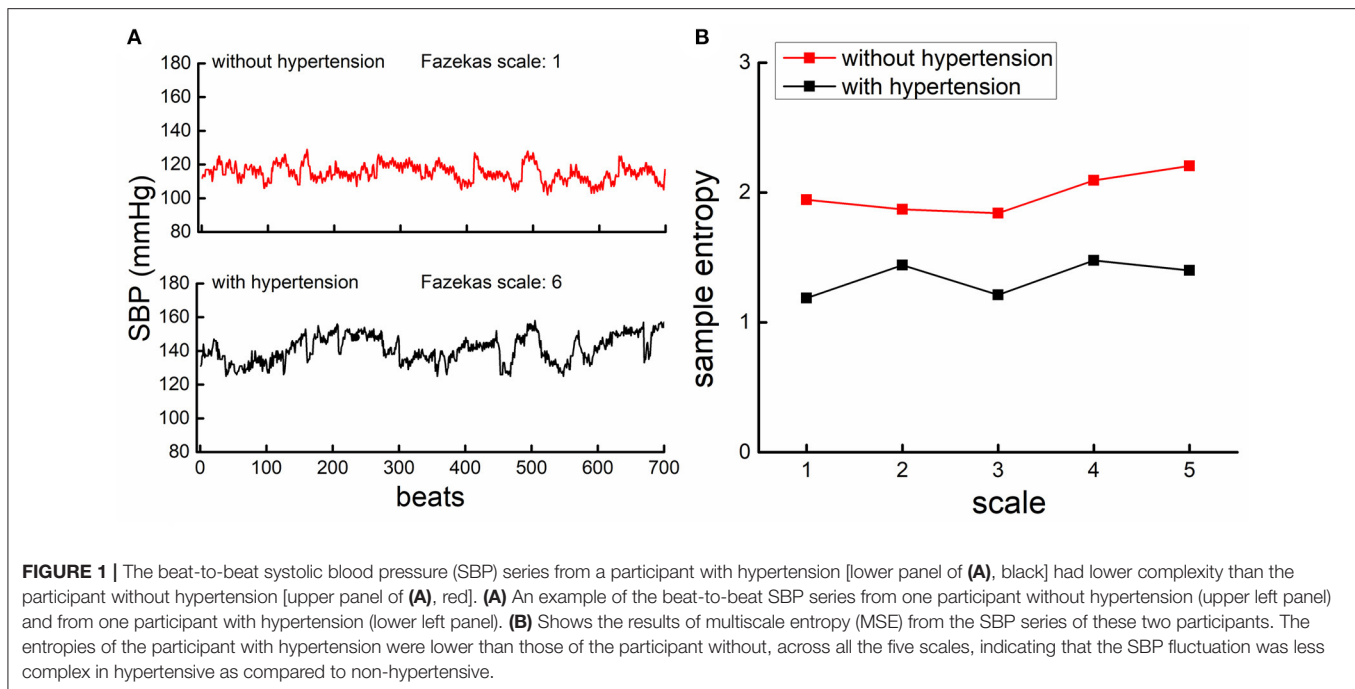 A
180
160
140
120
100
80
without hypertension Fazekas scale: 1
180
160
140
120
100
80
with hypertension Fazekas scale: 6
SBP (mmHg)
0 100 200 300 400 500 600 700
beats
B
without hypertension
with hypertension
3
2
1
0
sample entropy
1 2 3 4 5
scale
FIGURE 1 | The beat-to-beat systolic blood pressure (SBP) series from a participant with hypertension [lower panel of (A), black] had lower complexity than the
participant without hypertension [upper panel of (A), red]. (A) An example of the beat-to-beat SBP series from one participant without hypertension (upper left panel)
and from one participant with hypertension (lower left panel). (B) Shows the results of multiscale entropy (MSE) from the SBP series of these two participants. The
entropies of the participant with hypertension were lower than those of the participant without, across all the five scales, indicating that the SBP fluctuation was less
complex in hypertensive as compared to non-hypertensive.